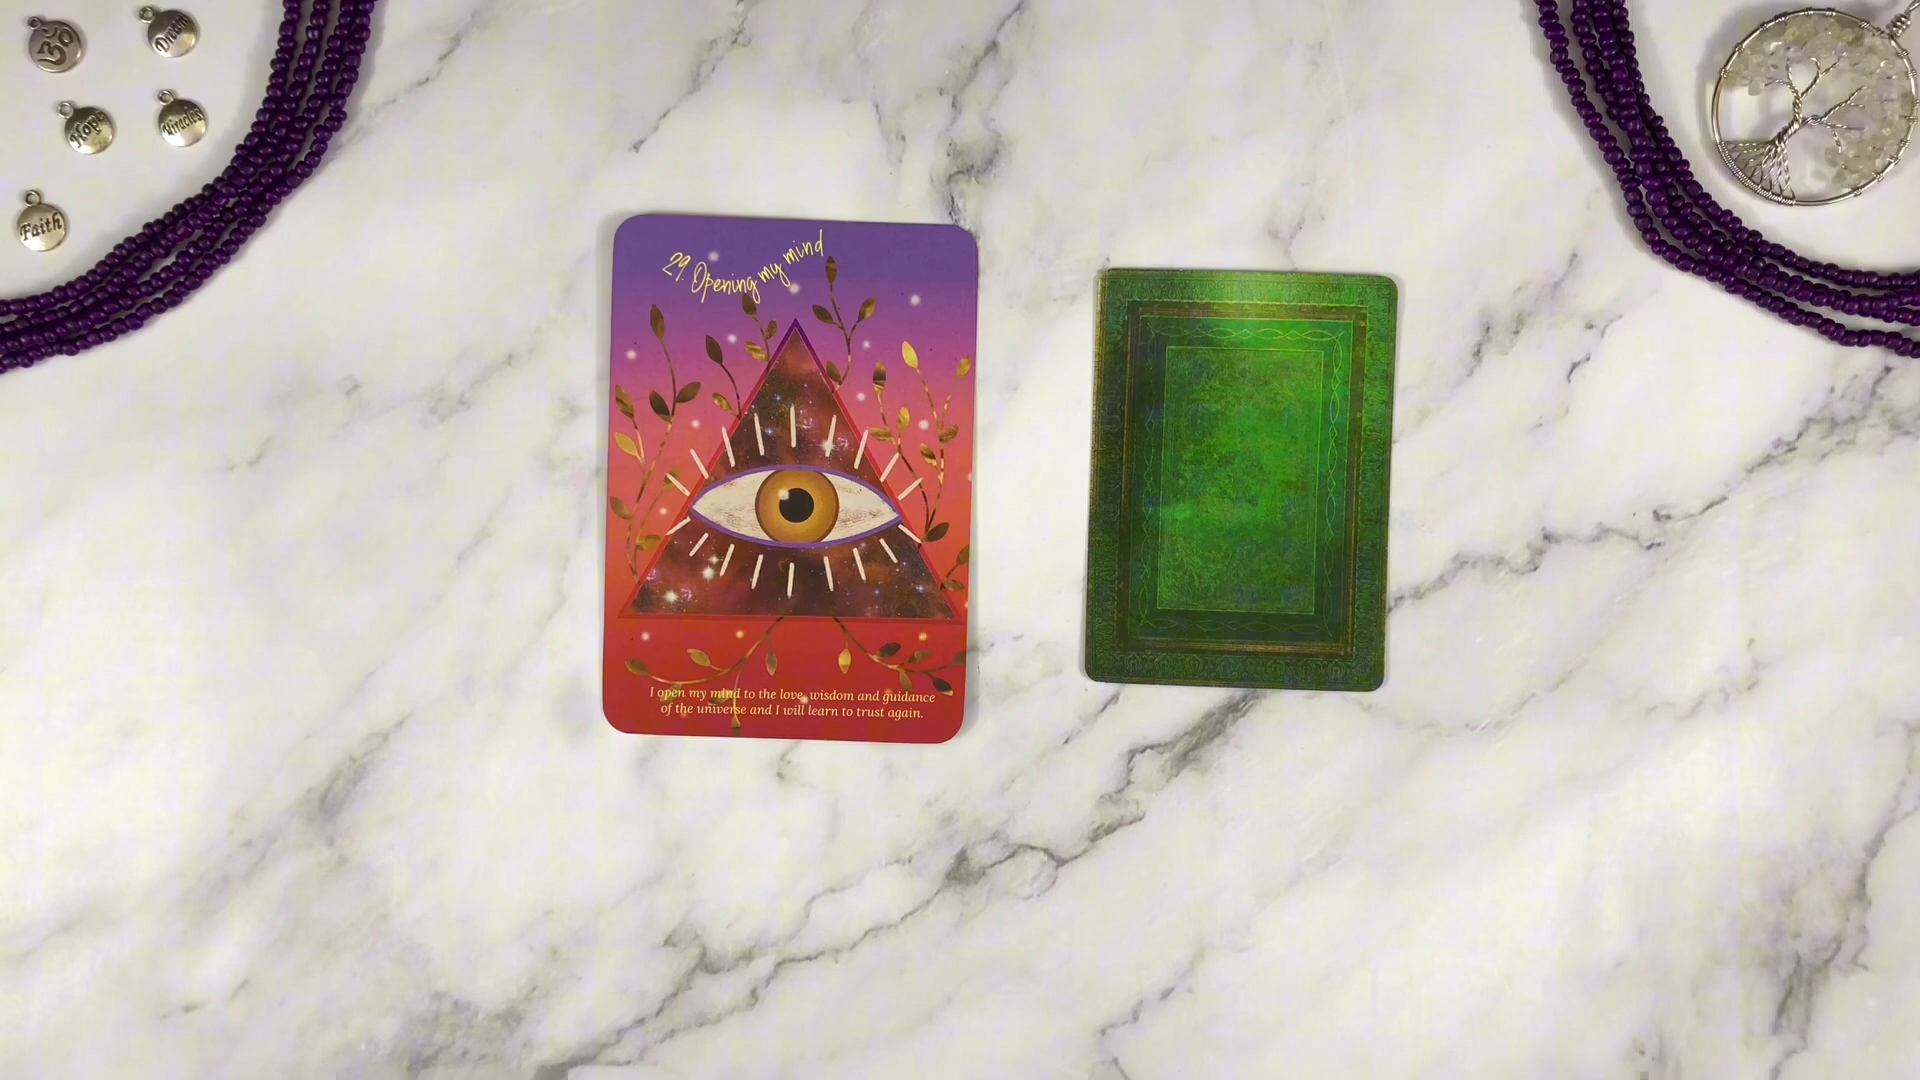 ॐ
Dream
Hope
Miracles
Faith
29. Opening my mind
I open my mind to the love, wisdom and guidance
of the universe and I will learn to trust again.